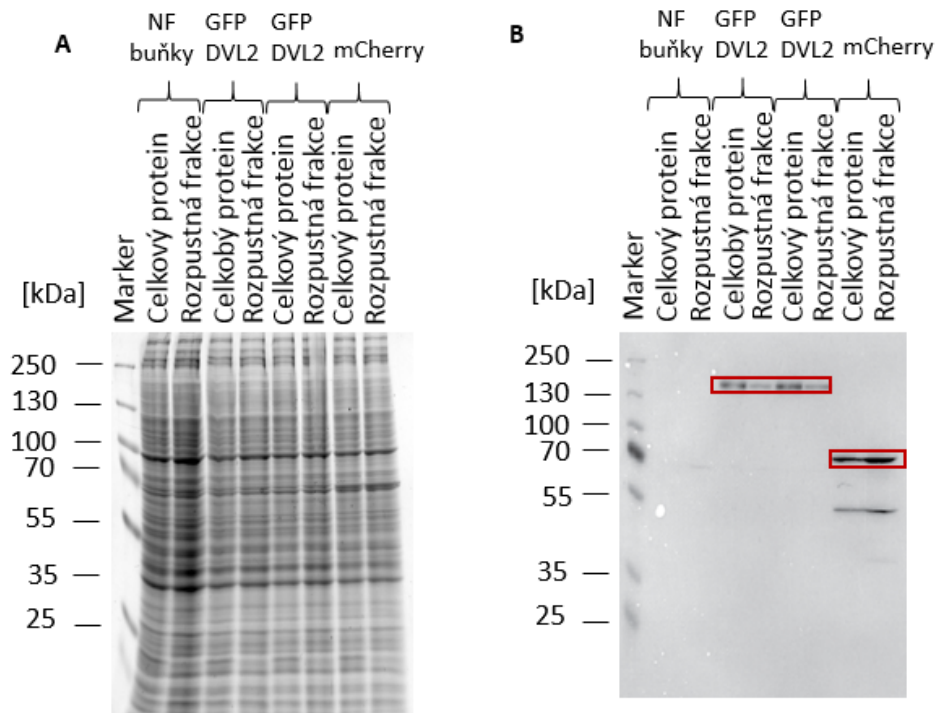 A
NF
buňky
GFP
DVL2
GFP
DVL2
mCherry
[kDa]
Marker
Celkový protein
Rozpustná frakce
Celkoby protein
Rozpustná frakce
Celkový protein
Rozpustná frakce
Celkový protein
Rozpustná frakce
250
130
100
70
55
35
25
B
NF
buňky
GFP
DVL2
GFP
DVL2
mCherry
[kDa]
Marker
Celkový protein
Rozpustná frakce
Celkoby protein
Rozpustná frakce
Celkový protein
Rozpustná frakce
Celkový protein
Rozpustná frakce
250
130
100
70
55
35
25